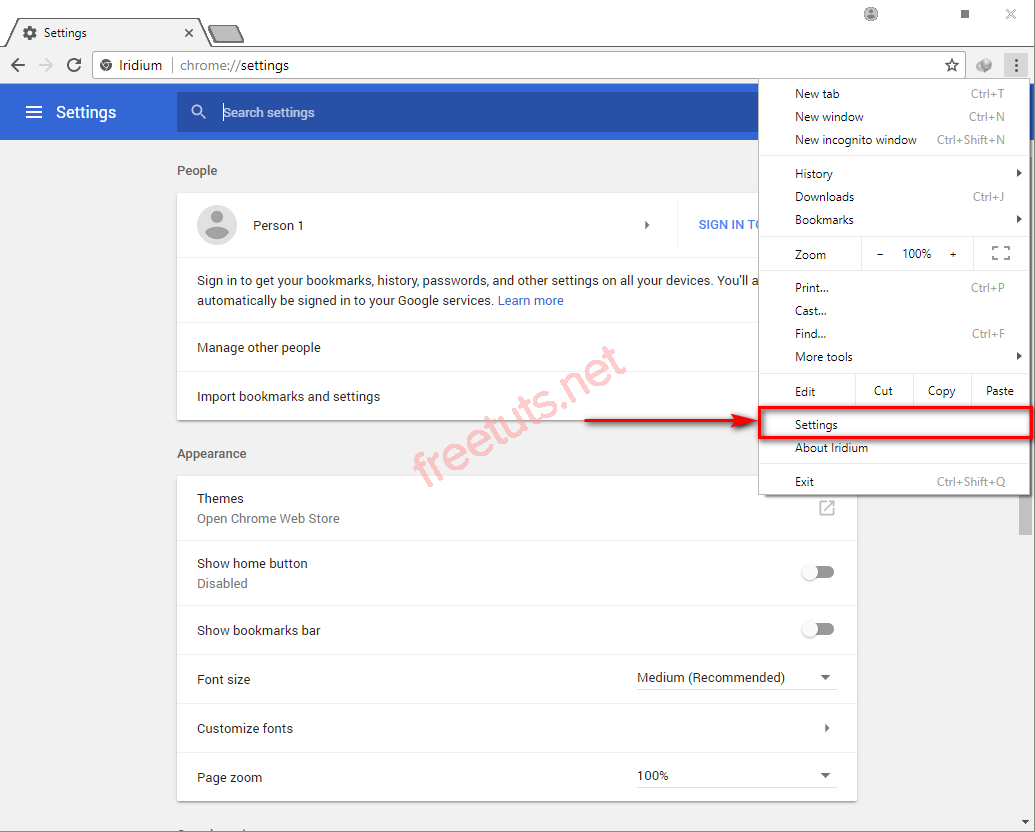 Settings
Iridium chrome://settings
Settings
Search settings
People
Person 1
SIGN IN TO
Sign in to get your bookmarks, history, passwords, and other settings on all your devices. You'll a
automatically be signed in to your Google services. Learn more
Manage other people
Import bookmarks and settings
Appearance
Themes
Open Chrome Web Store
Show home button
Disabled
Show bookmarks bar
Font size Medium (Recommended)
Customize fonts
Page zoom 100%
New tab Ctrl+T
New window Ctrl+N
New incognito window Ctrl+Shift+N
History
Downloads Ctrl+J
Bookmarks
Zoom - 100% +
Print... Ctrl+P
Cast...
Find... Ctrl+F
More tools
Edit Cut Copy Paste
Settings
About Iridium
Exit Ctrl+Shift+Q
freetuts.net